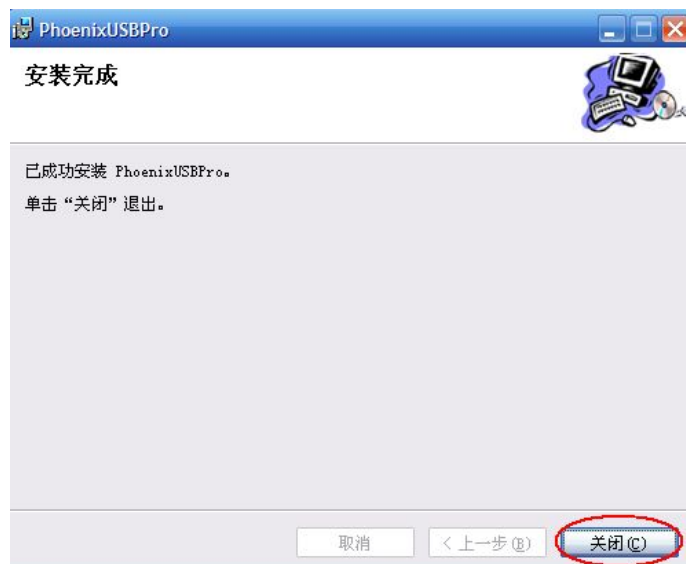 PhoenixUSBPro
安装完成
已成功安装 PhoenixUSBPro。
单击“关闭”退出。
取消
< 上一步(B)
关闭(C)